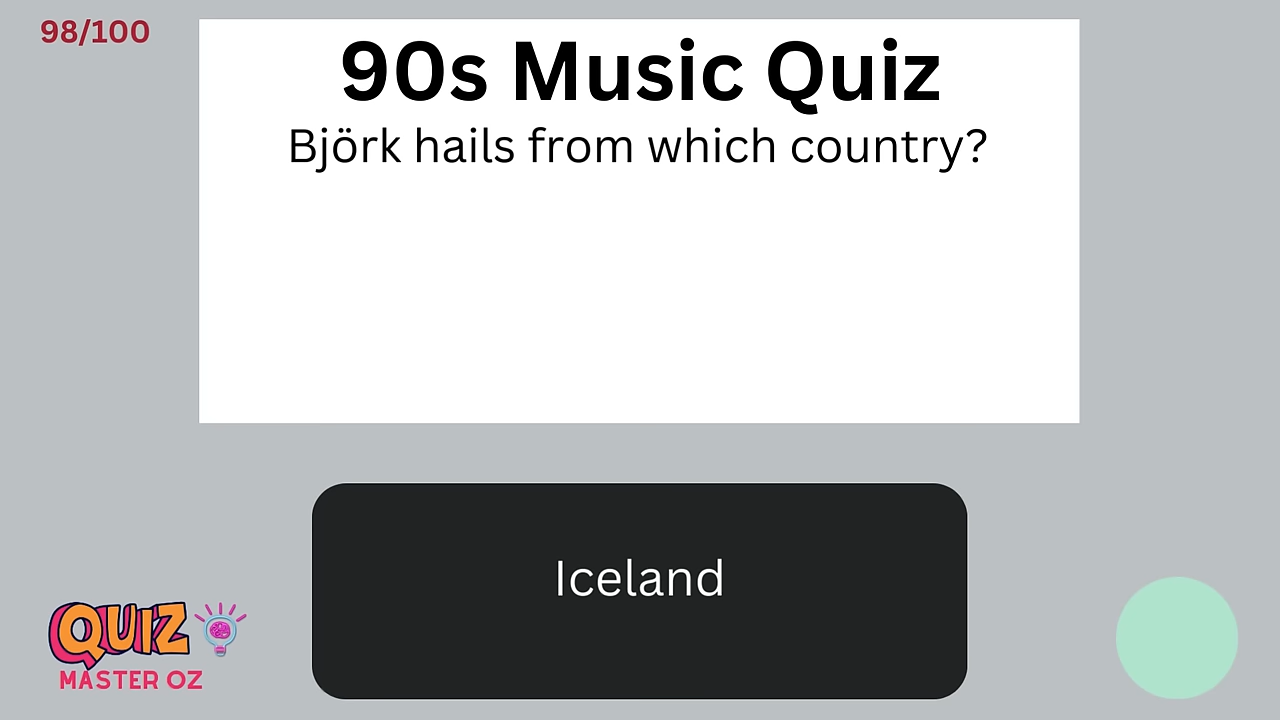 98/100
90s Music Quiz
Björk hails from which country?
Iceland
QUIZ
MASTER OZ